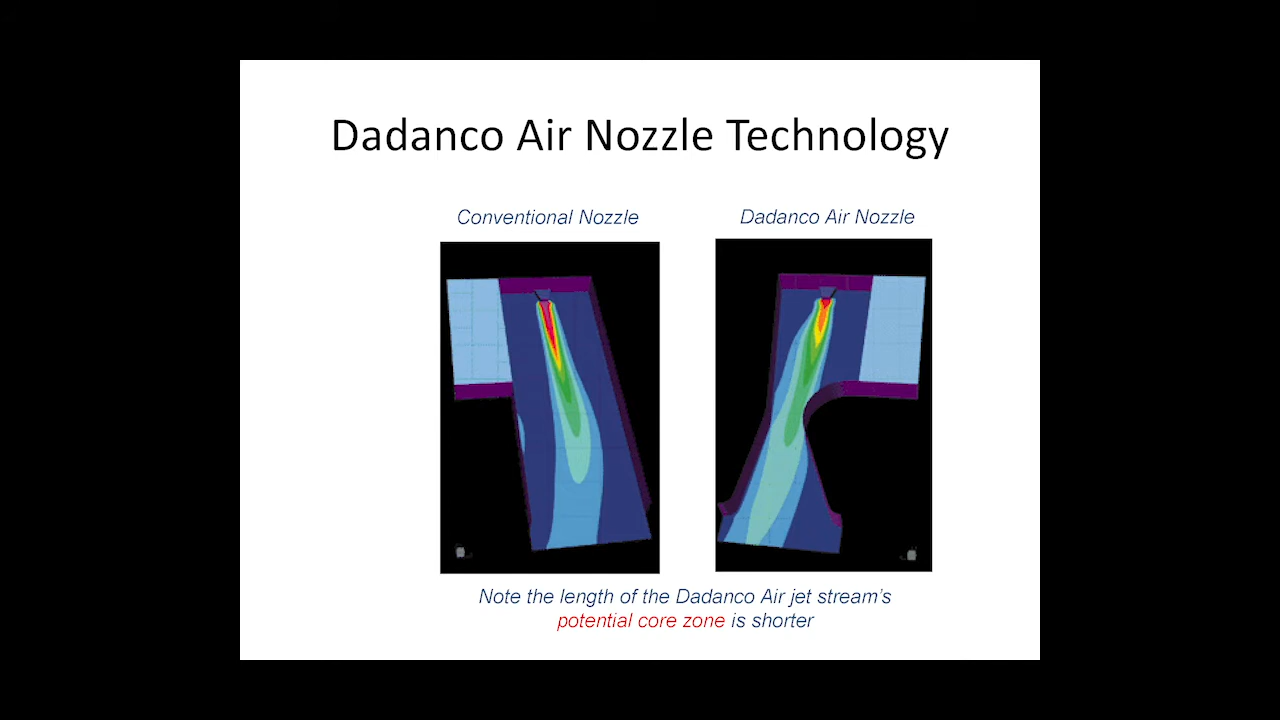 Dadanco Air Nozzle Technology
Conventional Nozzle
Dadanco Air Nozzle
Note the length of the Dadanco Air jet stream's
potential core zone is shorter